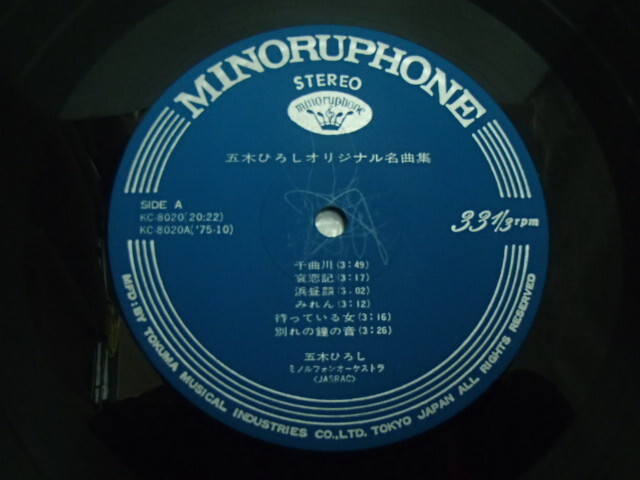 MINORUPHONE
STEREO
minoruphone
五木ひろしオリジナル名曲集
SIDE A
KC-8020(20:22)
KC-8020A('75-10)
33 1/3 rpm
千曲川(3:49)
哀恋記(3:17)
浜昼顔(3:02)
みれん(3:12)
待っている女(3:16)
別れの鐘の音(3:26)
五木ひろし
ミノルフォンオーケストラ
<JASRAC>
MFD: BY TOKUMA MUSICAL INDUSTRIES CO., LTD. TOKYO JAPAN ALL RIGHTS RESERVED